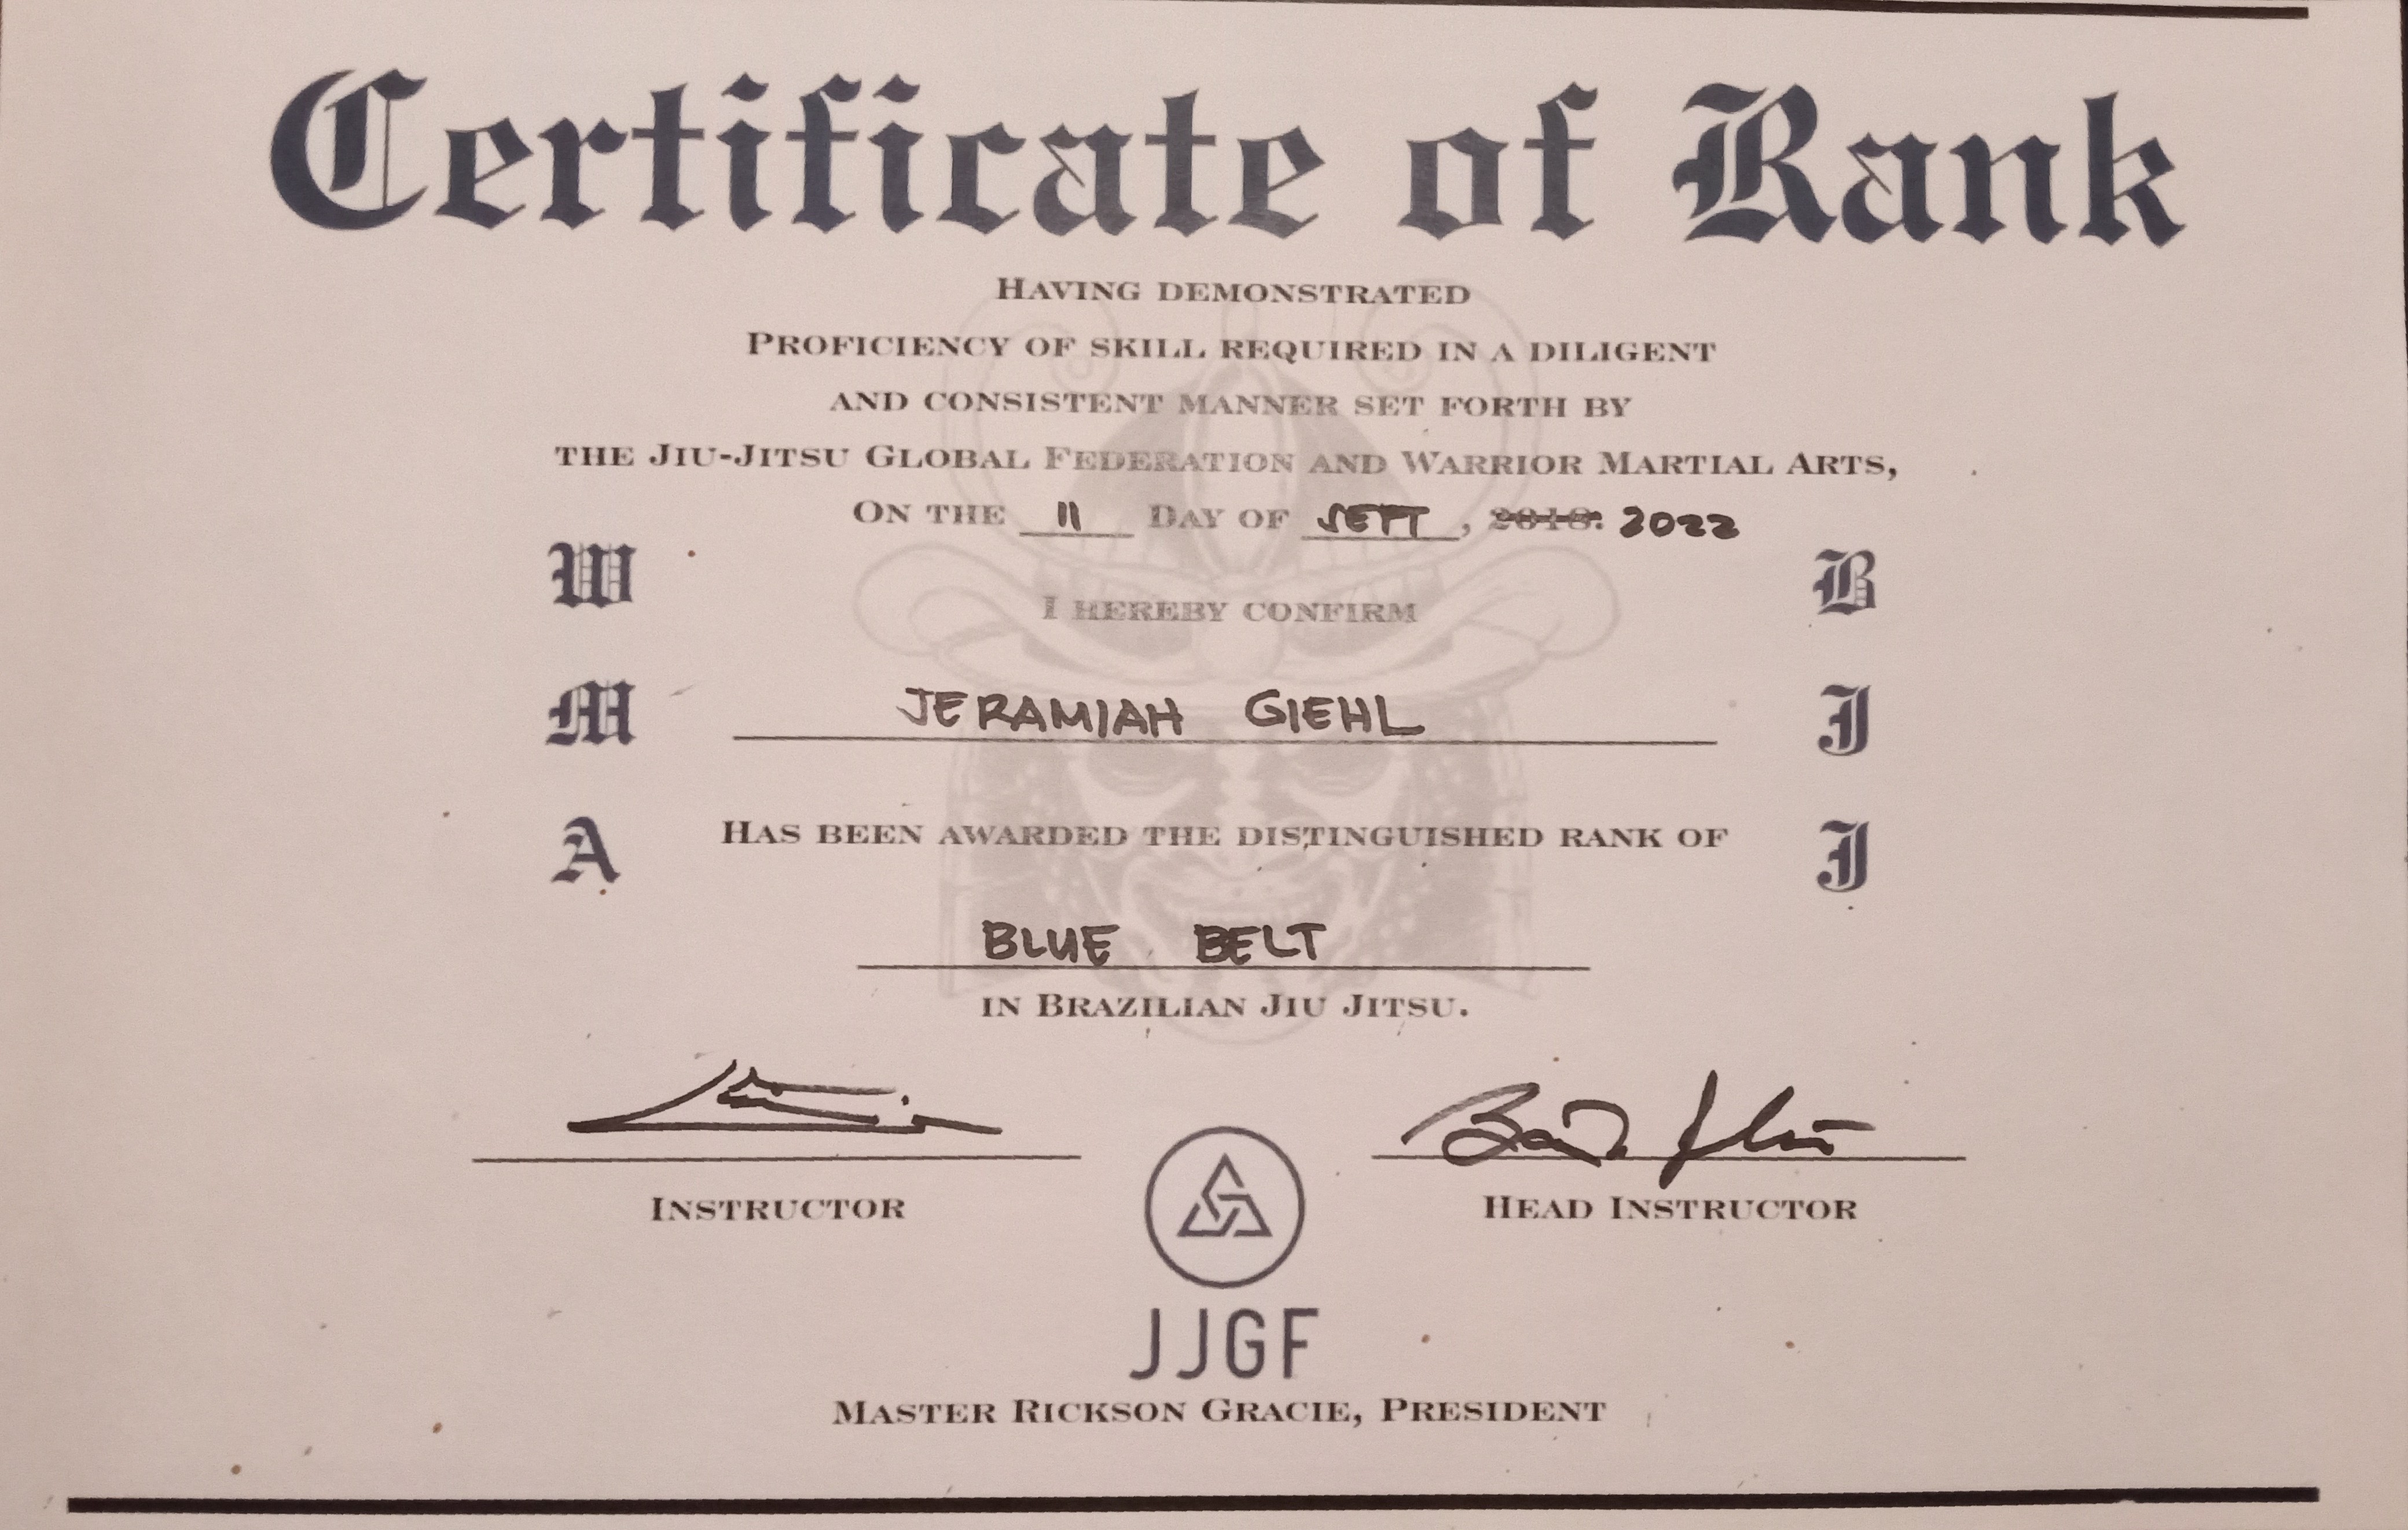 Certificate of Rank
Having demonstrated
Proficiency of skill required in a diligent
and consistent manner set forth by
the Jiu-Jitsu Global Federation and Warrior Martial Arts,
On the 11 Day of SEPT, 2018. 2022
W B
I hereby confirm
M J
JERAMIAH GIEHL
A J
Has been awarded the distinguished rank of
BLUE BELT
in Brazilian Jiu Jitsu.
Instructor
Head Instructor
JJGF
Master Rickson Gracie, President